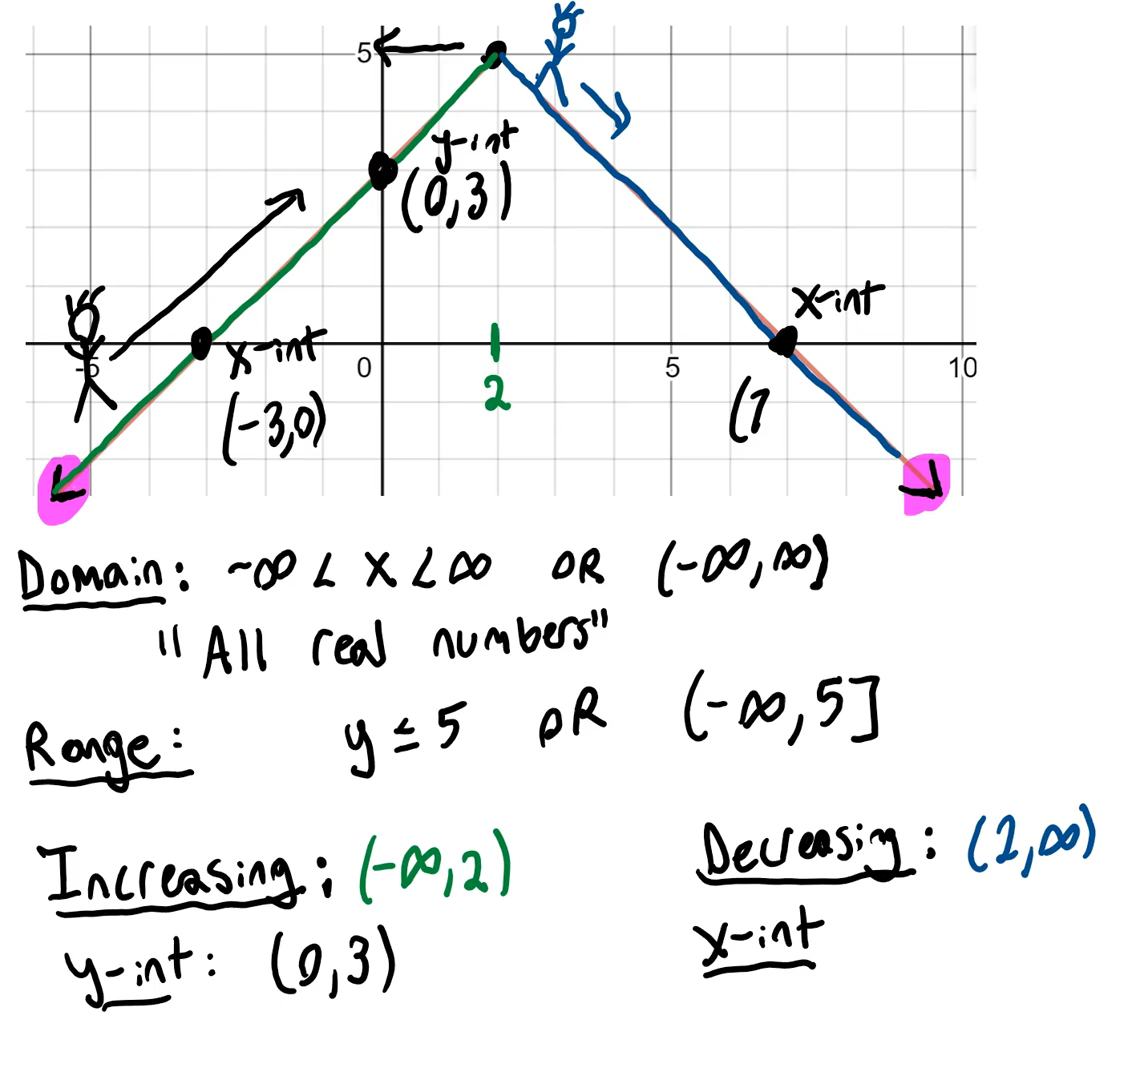 5
y-int
(0,3)
x-int
-5 x-int 0 5 10
2
(-3,0) (7
Domain: -∞ < x < ∞ OR (-∞,∞)
"All real numbers"
Range: y ≤ 5 OR (-∞,5]
Increasing: (-∞,2) Decreasing: (2,∞)
y-int: (0,3) x-int